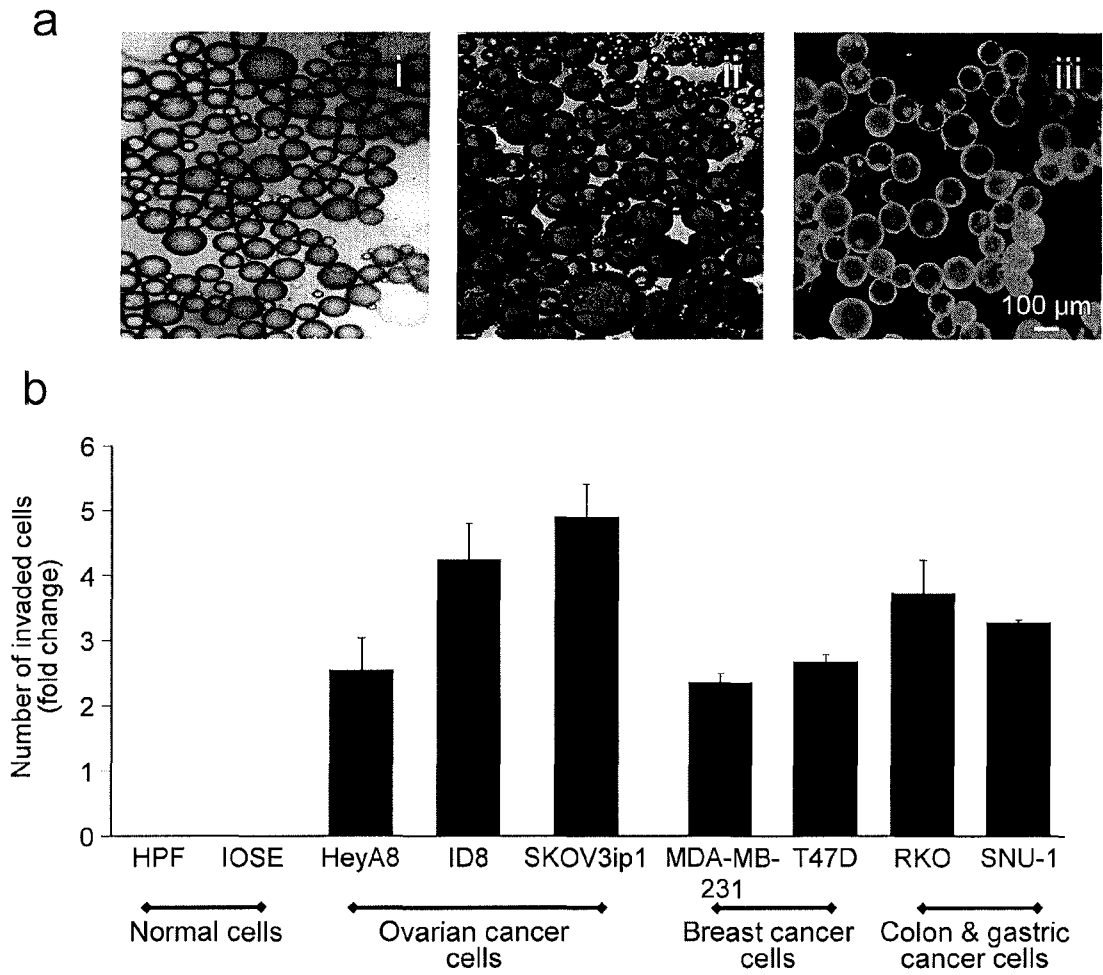 a
i
ii
iii
100 µm
b
Number of invaded cells
(fold change)
6
5
4
3
2
1
0
HPF IOSE HeyA8 ID8 SKOV3ip1 MDA-MB-231 T47D RKO SNU-1
Normal cells
Ovarian cancer
cells
Breast cancer
cells
Colon & gastric
cancer cells